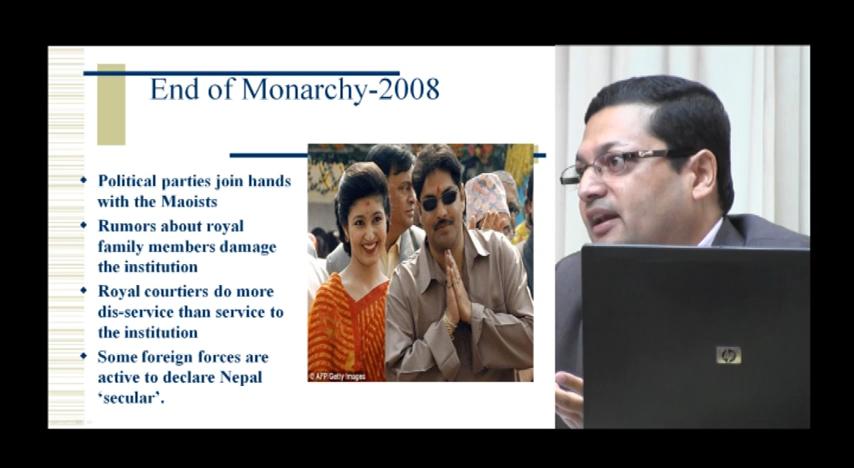 End of Monarchy-2008
Political parties join hands
with the Maoists
Rumors about royal
family members damage
the institution
Royal courtiers do more
dis-service than service to
the institution
Some foreign forces are
active to declare Nepal
‘secular’.
© AFP Getty Images
hp